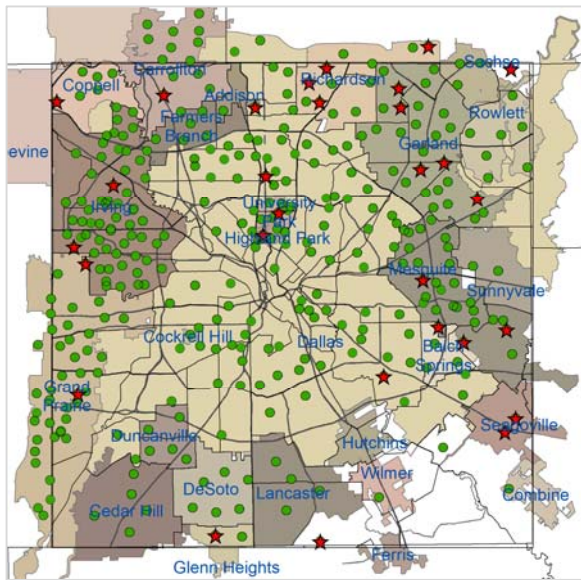 Sachse
Carrollton
Richardson
Coppell
Addison
Rowlett
Farmers
Branch
Garland
evine
Irving
University
Park
Highland Park
Mesquite
Sunnyvale
Cockrell Hill
Dallas
Balch
Springs
Grand
Prairie
Seagoville
Duncanville
Hutchins
Wilmer
DeSoto
Lancaster
Combine
Cedar Hill
Ferris
Glenn Heights